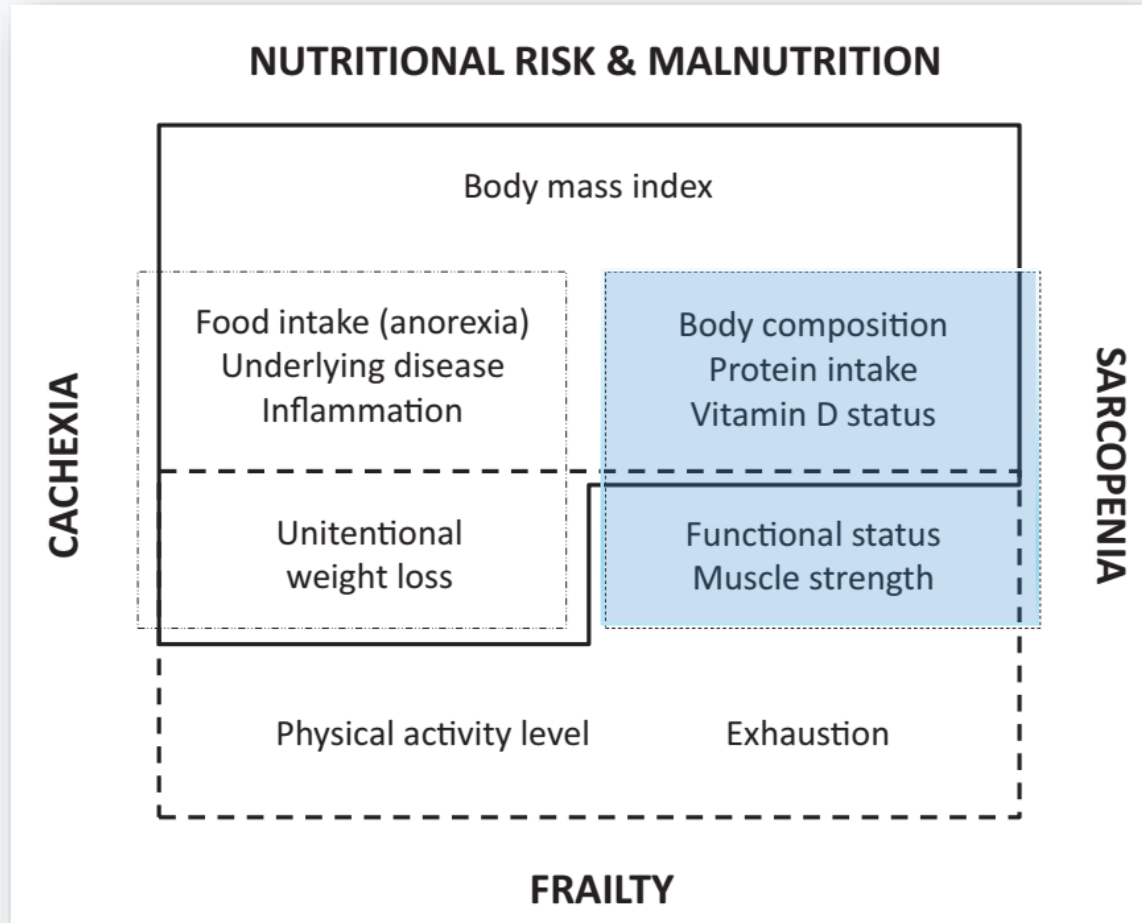 NUTRITIONAL RISK & MALNUTRITION
Body mass index
Food intake (anorexia)
Underlying disease
Inflammation
Body composition
Protein intake
Vitamin D status
CACHEXIA
SARCOPENIA
Unitentional
weight loss
Functional status
Muscle strength
Physical activity level
Exhaustion
FRAILTY